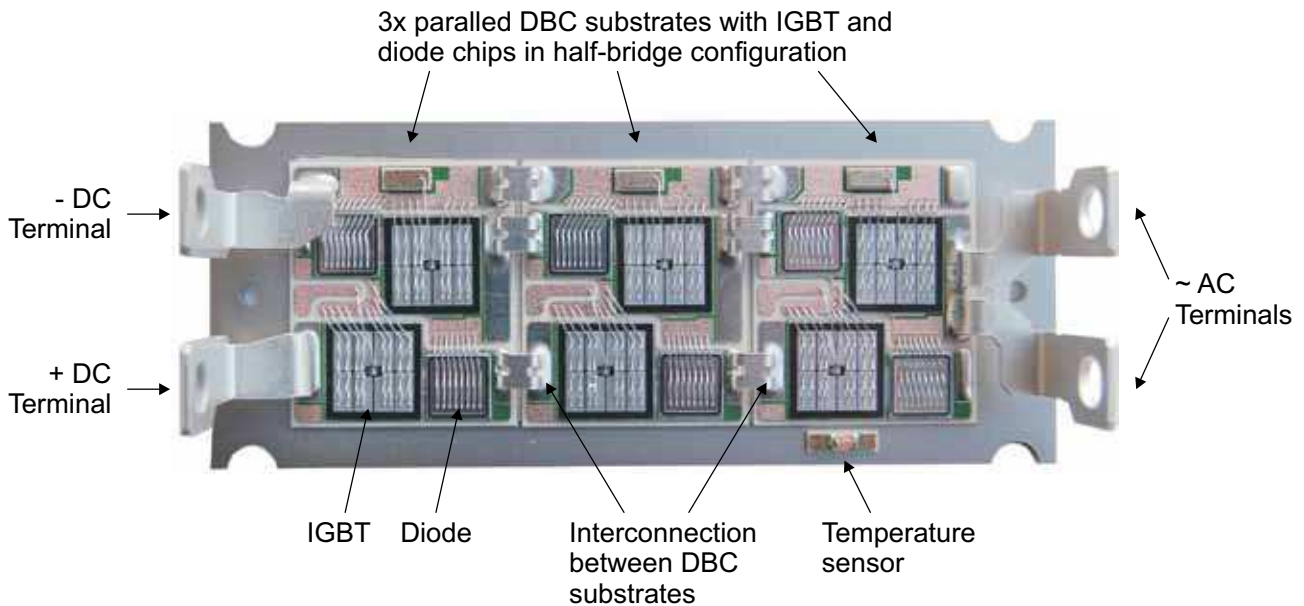 3x paralled DBC substrates with IGBT and
diode chips in half-bridge configuration
- DC
Terminal
~ AC
Terminals
+ DC
Terminal
IGBT
Diode
Interconnection
between DBC
substrates
Temperature
sensor